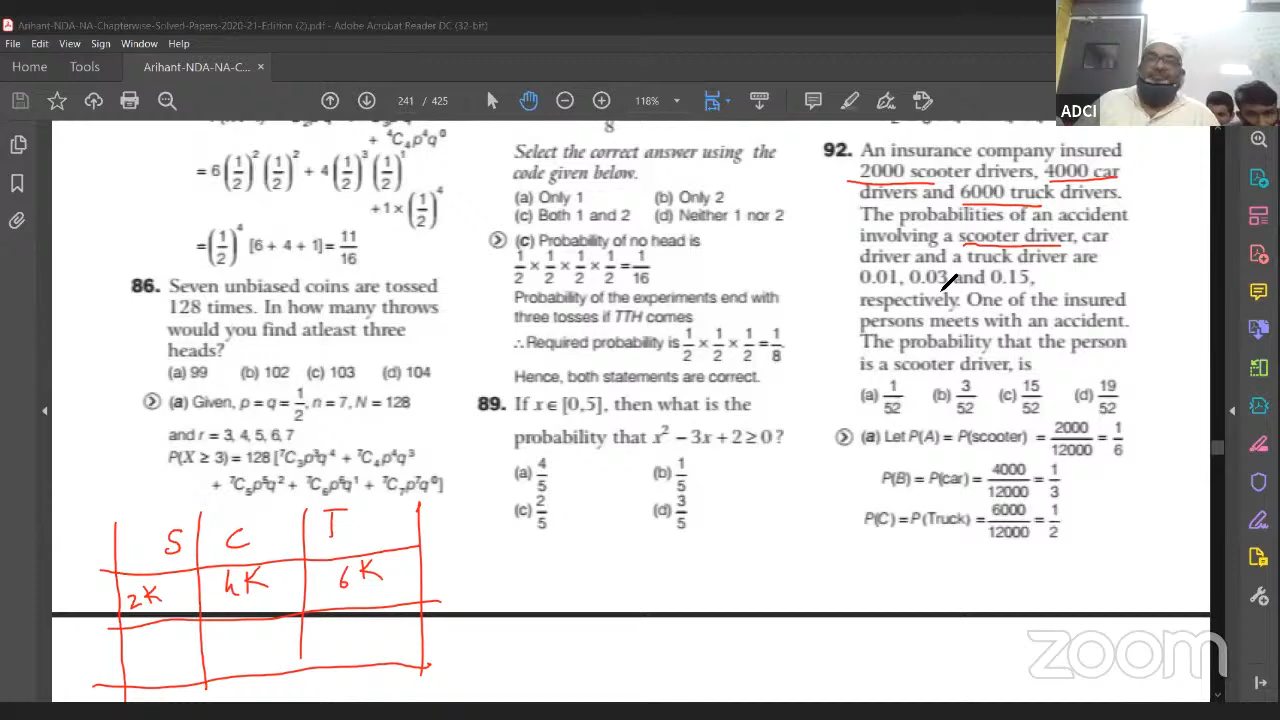 Arihant-NDA-NA-Chapterwise-Solved-Papers-2020-21-Edition (2).pdf - Adobe Acrobat Reader DC (32-bit)
File Edit View Sign Window Help
Home Tools Arihant-NDA-NA-C... ×
241 / 425 118%
ADCI
+ ⁴C₄p⁴q⁰
= 6(1/2)²(1/2)² + 4(1/2)³(1/2)¹
+1×(1/2)⁴
=(1/2)⁴ [6 + 4 + 1] = 11/16
86. Seven unbiased coins are tossed
128 times. In how many throws
would you find atleast three
heads?
(a) 99 (b) 102 (c) 103 (d) 104
(a) Given, p = q = 1/2, n = 7, N = 128
and r = 3, 4, 5, 6, 7
P(X ≥ 3) = 128 [⁷C₃p³q⁴ + ⁷C₄p⁴q³
+ ⁷C₅p⁵q² + ⁷C₆p⁶q¹ + ⁷C₇p⁷q⁰]
S C T
2K 4K 6K
8
Select the correct answer using the
code given below.
(a) Only 1 (b) Only 2
(c) Both 1 and 2 (d) Neither 1 nor 2
(c) Probability of no head is
1/2 × 1/2 × 1/2 × 1/2 = 1/16
Probability of the experiments end with
three tosses if TTH comes
∴ Required probability is 1/2 × 1/2 × 1/2 = 1/8.
Hence, both statements are correct.
89. If x ∈ [0,5], then what is the
probability that x² − 3x + 2 ≥ 0?
(a) 4/5 (b) 1/5
(c) 2/5 (d) 3/5
92. An insurance company insured
2000 scooter drivers, 4000 car
drivers and 6000 truck drivers.
The probabilities of an accident
involving a scooter driver, car
driver and a truck driver are
0.01, 0.03 and 0.15,
respectively. One of the insured
persons meets with an accident.
The probability that the person
is a scooter driver, is
(a) 1/52 (b) 3/52 (c) 15/52 (d) 19/52
(a) Let P(A) = P(scooter) = 2000/12000 = 1/6
P(B) = P(car) = 4000/12000 = 1/3
P(C) = P(Truck) = 6000/12000 = 1/2
zoom